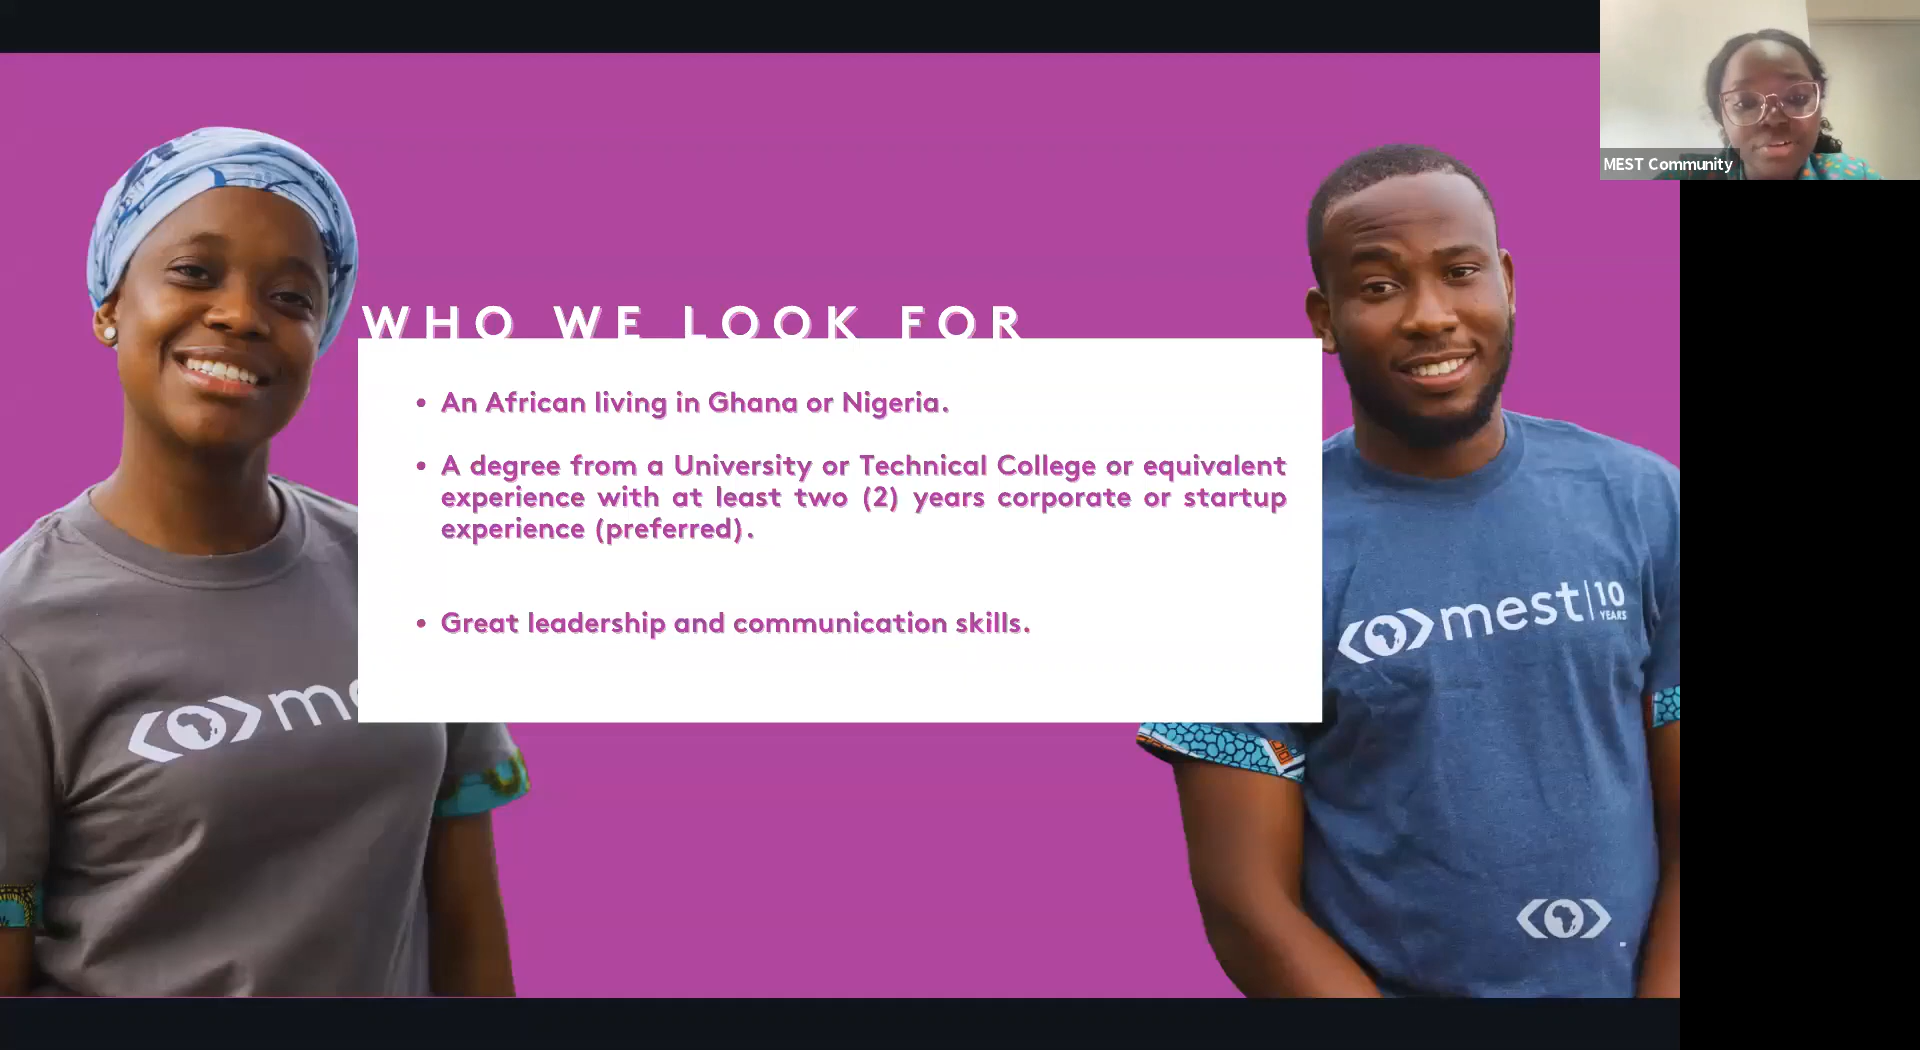 MEST Community
WHO WE LOOK FOR
• An African living in Ghana or Nigeria.
• A degree from a University or Technical College or equivalent
experience with at least two (2) years corporate or startup
experience (preferred).
• Great leadership and communication skills.
me
mest|10
YEARS